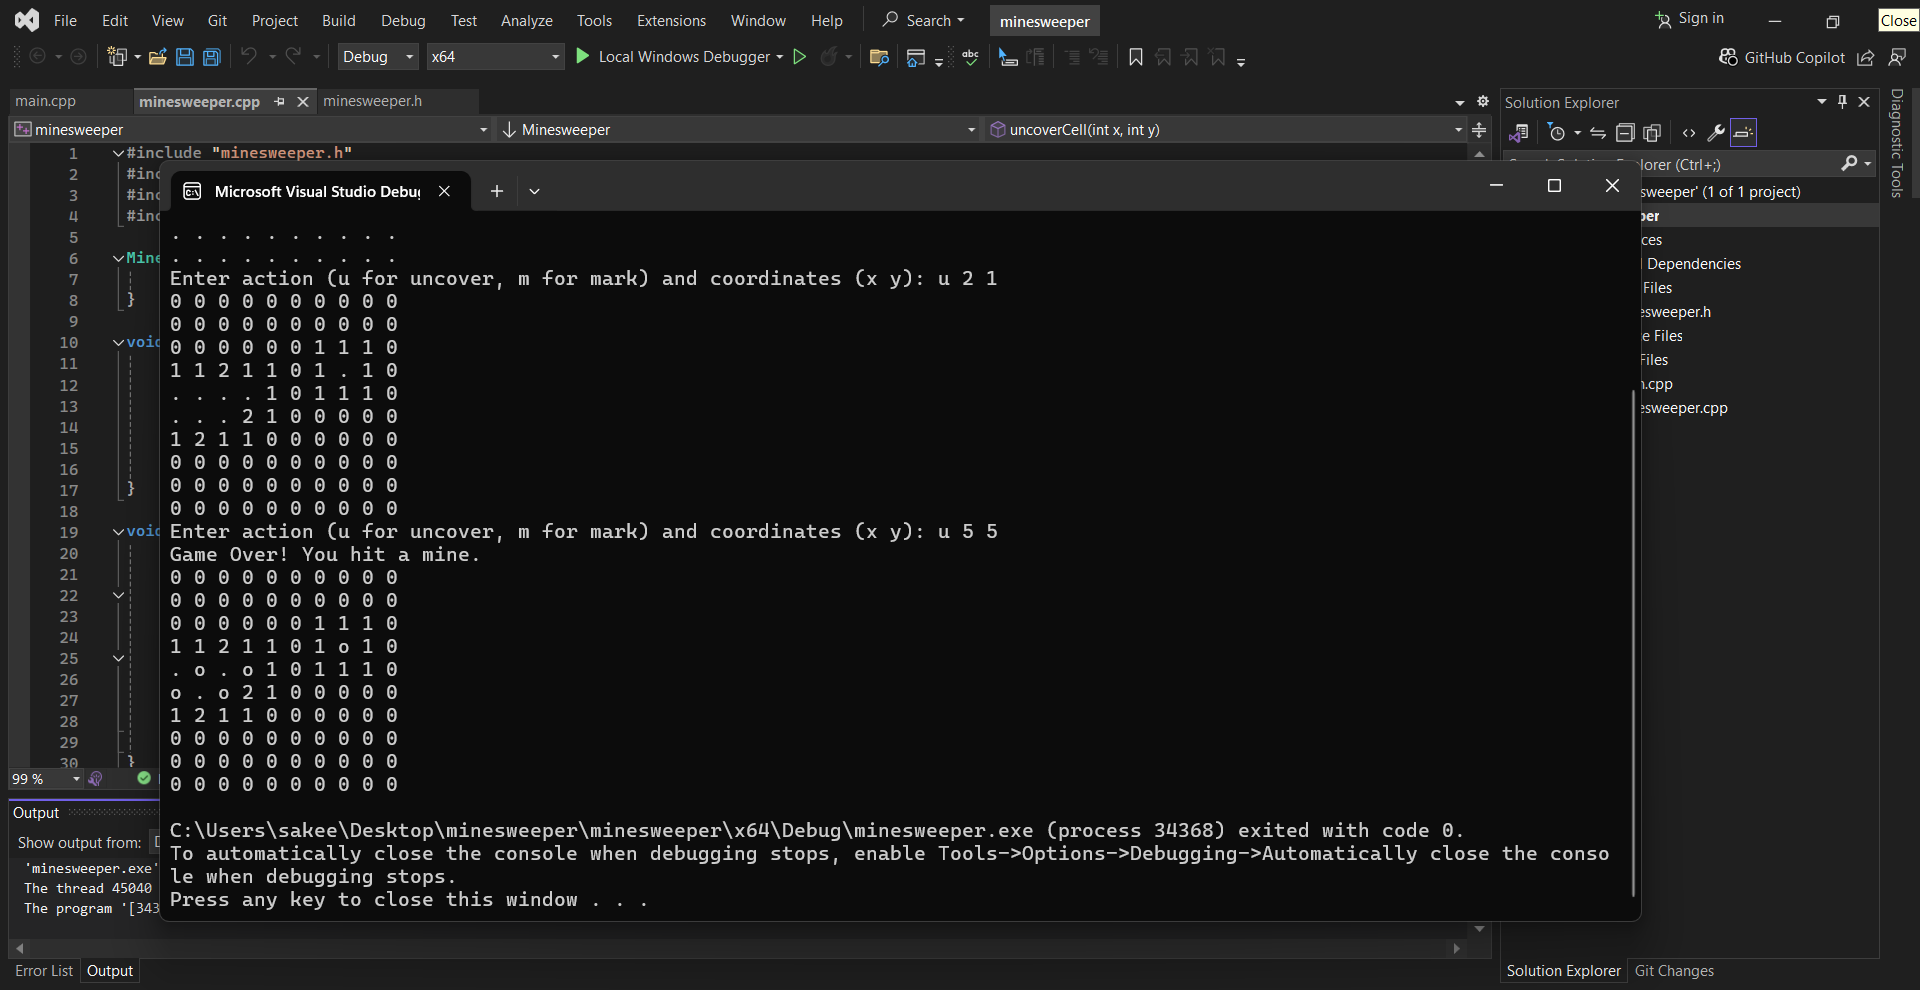 File Edit View Git Project Build Debug Test Analyze Tools Extensions Window Help Search minesweeper Sign in Close
Debug x64 Local Windows Debugger GitHub Copilot
main.cpp minesweeper.cpp minesweeper.h
minesweeper Minesweeper uncoverCell(int x, int y)
1 #include "minesweeper.h"
2 #inc
3 #inc
4 #inc
5
6 Mine
7
8 }
9
10 void
11
12
13
14
15
16
17 }
18
19 void
20
21
22
23
24
25
26
27
28
29
30 }
99 %
Microsoft Visual Studio Debug
. . . . . . . . . .
. . . . . . . . . .
Enter action (u for uncover, m for mark) and coordinates (x y): u 2 1
0 0 0 0 0 0 0 0 0 0
0 0 0 0 0 0 0 0 0 0
0 0 0 0 0 0 1 1 1 0
1 1 2 1 1 0 1 . 1 0
. . . . 1 0 1 1 1 0
. . . 2 1 0 0 0 0 0
1 2 1 1 0 0 0 0 0 0
0 0 0 0 0 0 0 0 0 0
0 0 0 0 0 0 0 0 0 0
0 0 0 0 0 0 0 0 0 0
Enter action (u for uncover, m for mark) and coordinates (x y): u 5 5
Game Over! You hit a mine.
0 0 0 0 0 0 0 0 0 0
0 0 0 0 0 0 0 0 0 0
0 0 0 0 0 0 1 1 1 0
1 1 2 1 1 0 1 o 1 0
. o . o 1 0 1 1 1 0
o . o 2 1 0 0 0 0 0
1 2 1 1 0 0 0 0 0 0
0 0 0 0 0 0 0 0 0 0
0 0 0 0 0 0 0 0 0 0
0 0 0 0 0 0 0 0 0 0
C:\Users\sakee\Desktop\minesweeper\minesweeper\x64\Debug\minesweeper.exe (process 34368) exited with code 0.
To automatically close the console when debugging stops, enable Tools->Options->Debugging->Automatically close the conso
le when debugging stops.
Press any key to close this window . . .
Output
Show output from:
'minesweeper.exe'
The thread 45040
The program '[343
Error List Output
Solution Explorer
lorer (Ctrl+;)
sweeper' (1 of 1 project)
per
ces
l Dependencies
Files
esweeper.h
e Files
Files
n.cpp
esweeper.cpp
Solution Explorer Git Changes
Diagnostic Tools